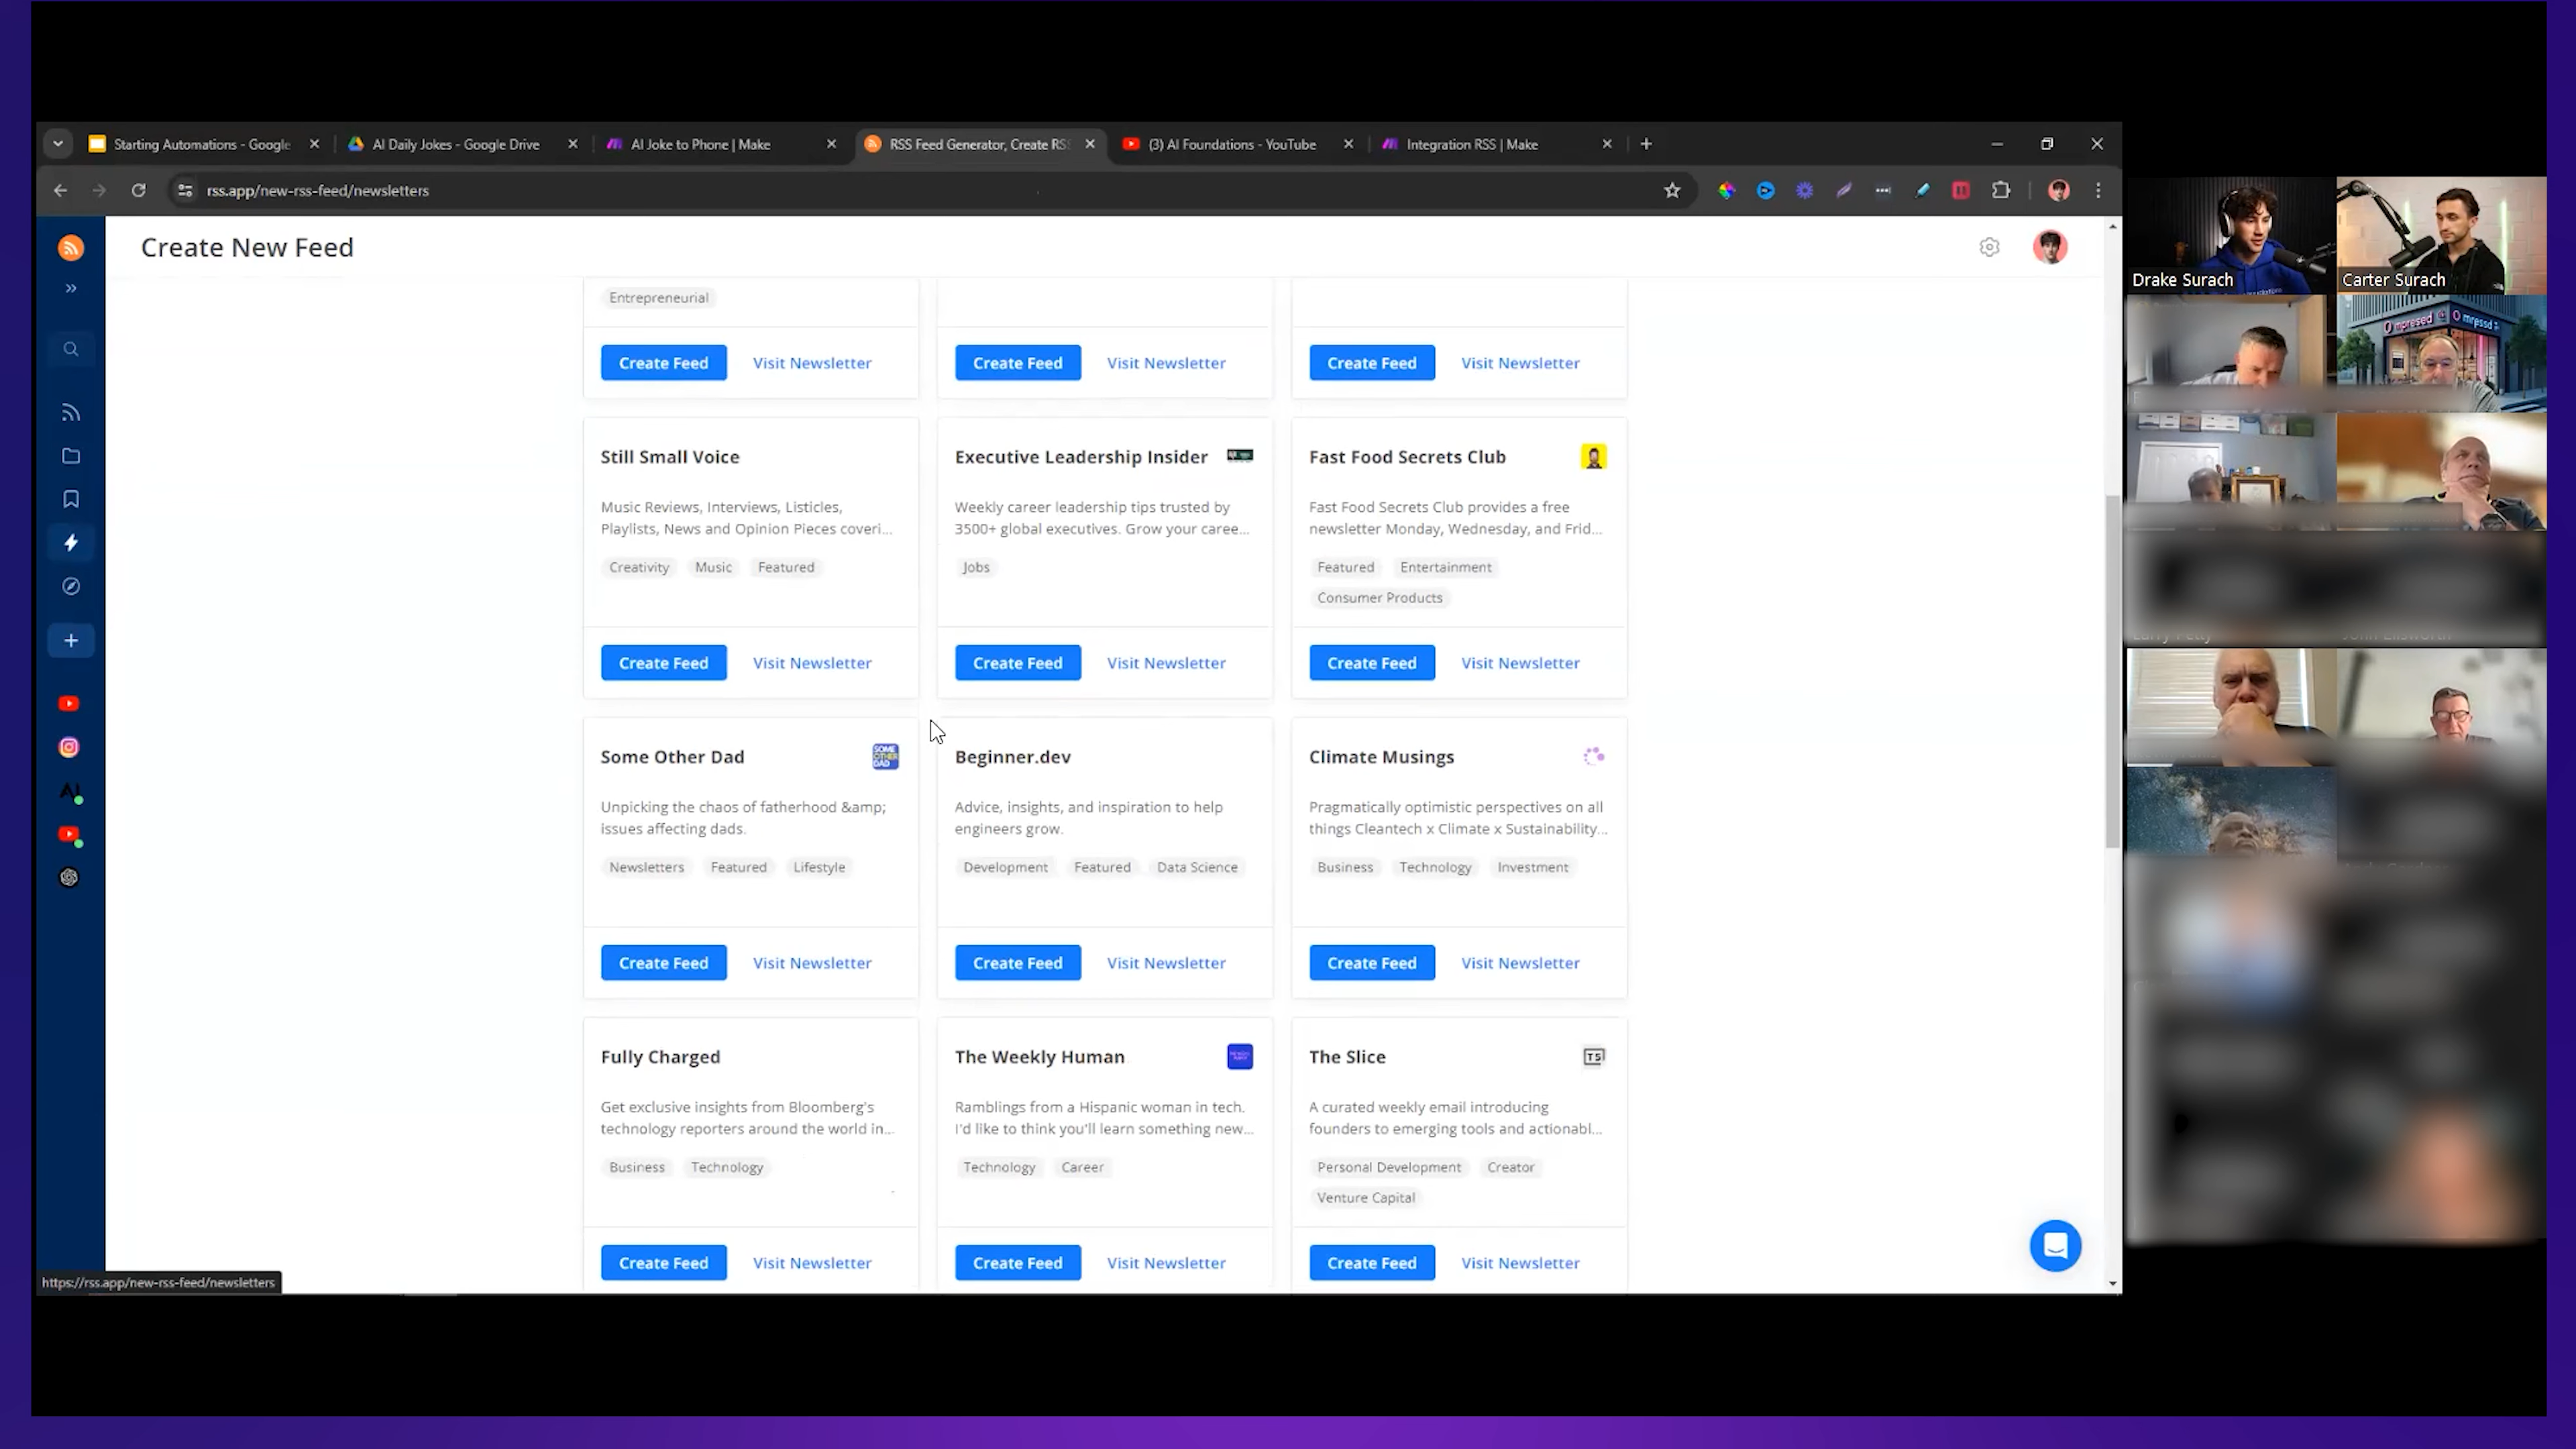 Starting Automations - Google
AI Daily Jokes - Google Drive
AI Joke to Phone | Make
RSS Feed Generator, Create RSS
(3) AI Foundations - YouTube
Integration RSS | Make
rss.app/new-rss-feed/newsletters
Create New Feed
Entrepreneurial
Create Feed
Visit Newsletter
Create Feed
Visit Newsletter
Create Feed
Visit Newsletter
Still Small Voice
Music Reviews, Interviews, Listicles,
Playlists, News and Opinion Pieces coveri...
Creativity
Music
Featured
Create Feed
Visit Newsletter
Executive Leadership Insider
Weekly career leadership tips trusted by
3500+ global executives. Grow your caree...
Jobs
Create Feed
Visit Newsletter
Fast Food Secrets Club
Fast Food Secrets Club provides a free
newsletter Monday, Wednesday, and Frid...
Featured
Entertainment
Consumer Products
Create Feed
Visit Newsletter
Some Other Dad
SOME
OTHER
DAD
Unpicking the chaos of fatherhood &amp;
issues affecting dads.
Newsletters
Featured
Lifestyle
Create Feed
Visit Newsletter
Beginner.dev
Advice, insights, and inspiration to help
engineers grow.
Development
Featured
Data Science
Create Feed
Visit Newsletter
Climate Musings
Pragmatically optimistic perspectives on all
things Cleantech x Climate x Sustainability...
Business
Technology
Investment
Create Feed
Visit Newsletter
Fully Charged
Get exclusive insights from Bloomberg's
technology reporters around the world in...
Business
Technology
Create Feed
Visit Newsletter
The Weekly Human
Ramblings from a Hispanic woman in tech.
I'd like to think you'll learn something new...
Technology
Career
Create Feed
Visit Newsletter
The Slice
TS
A curated weekly email introducing
founders to emerging tools and actionabl...
Personal Development
Creator
Venture Capital
Create Feed
Visit Newsletter
https://rss.app/new-rss-feed/newsletters
Drake Surach
Carter Surach